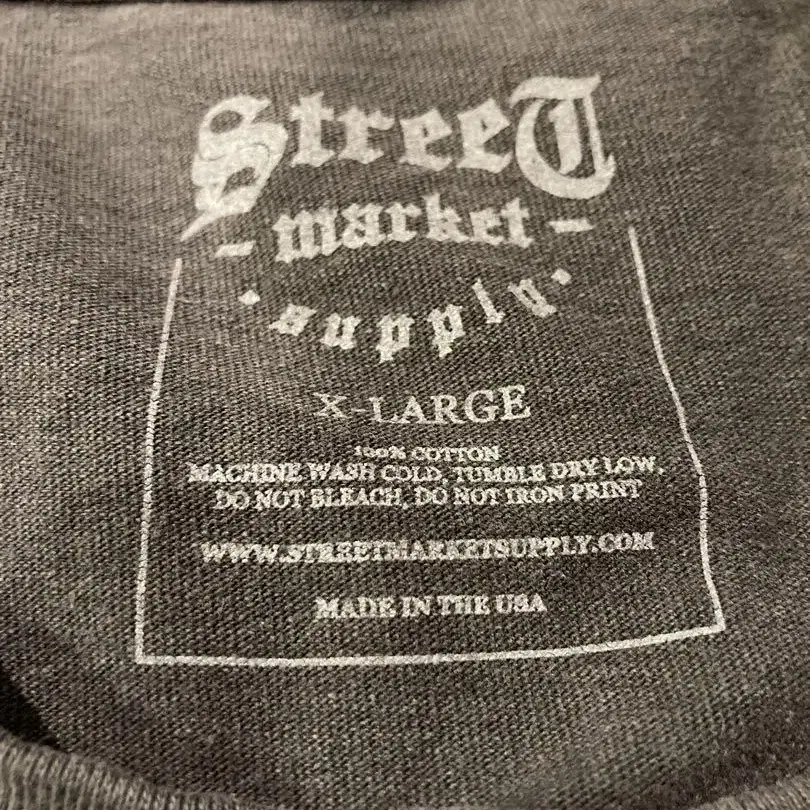 StreeT
- market -
· supply ·
X-LARGE
100% COTTON
MACHINE WASH COLD, TUMBLE DRY LOW,
DO NOT BLEACH, DO NOT IRON PRINT
WWW.STREETMARKETSUPPLY.COM
MADE IN THE USA